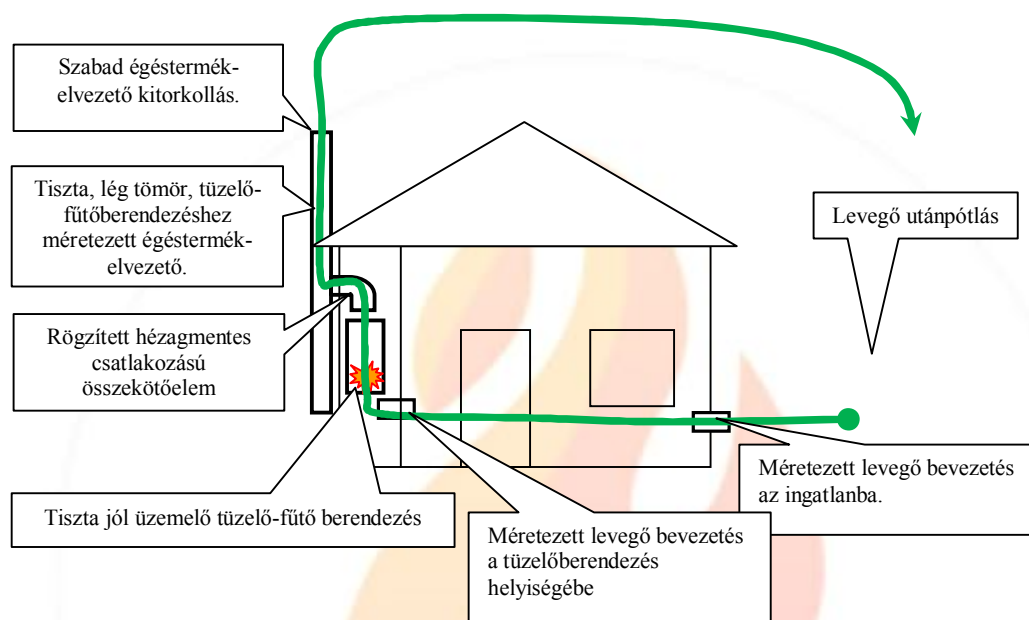 Szabad égéstermék-
elvezető kitorkollás.
Tiszta, lég tömör, tüzelő-
fűtőberendezéshez
méretezett égéstermék-
elvezető.
Levegő utánpótlás
Rögzített hézagmentes
csatlakozású
összekötőelem
Méretezett levegő bevezetés
az ingatlanba.
Tiszta jól üzemelő tüzelő-fűtő berendezés
Méretezett levegő bevezetés
a tüzelőberendezés
helyiségébe